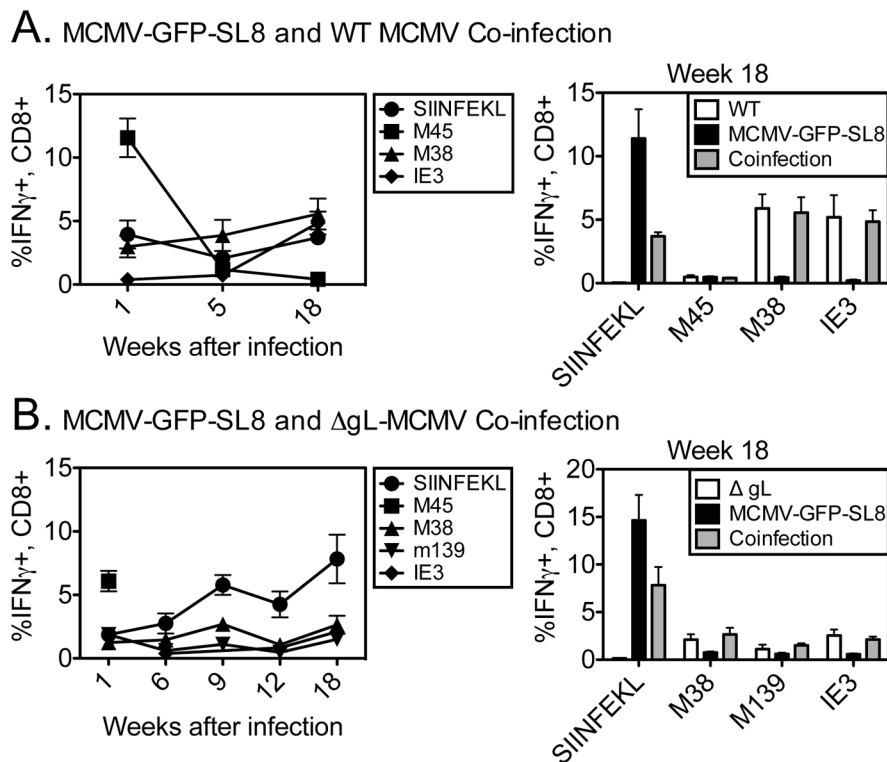 A. MCMV-GFP-SL8 and WT MCMV Co-infection
%IFNγ+, CD8+
15
10
5
0
1
5
18
Weeks after infection
SIINFEKL
M45
M38
IE3
Week 18
%IFNγ+, CD8+
15
10
5
0
WT
MCMV-GFP-SL8
Coinfection
SIINFEKL
M45
M38
IE3
B. MCMV-GFP-SL8 and ΔgL-MCMV Co-infection
%IFNγ+, CD8+
15
10
5
0
1
6
9
12
18
Weeks after infection
SIINFEKL
M45
M38
m139
IE3
Week 18
%IFNγ+, CD8+
20
15
10
5
0
Δ gL
MCMV-GFP-SL8
Coinfection
SIINFEKL
M38
M139
IE3